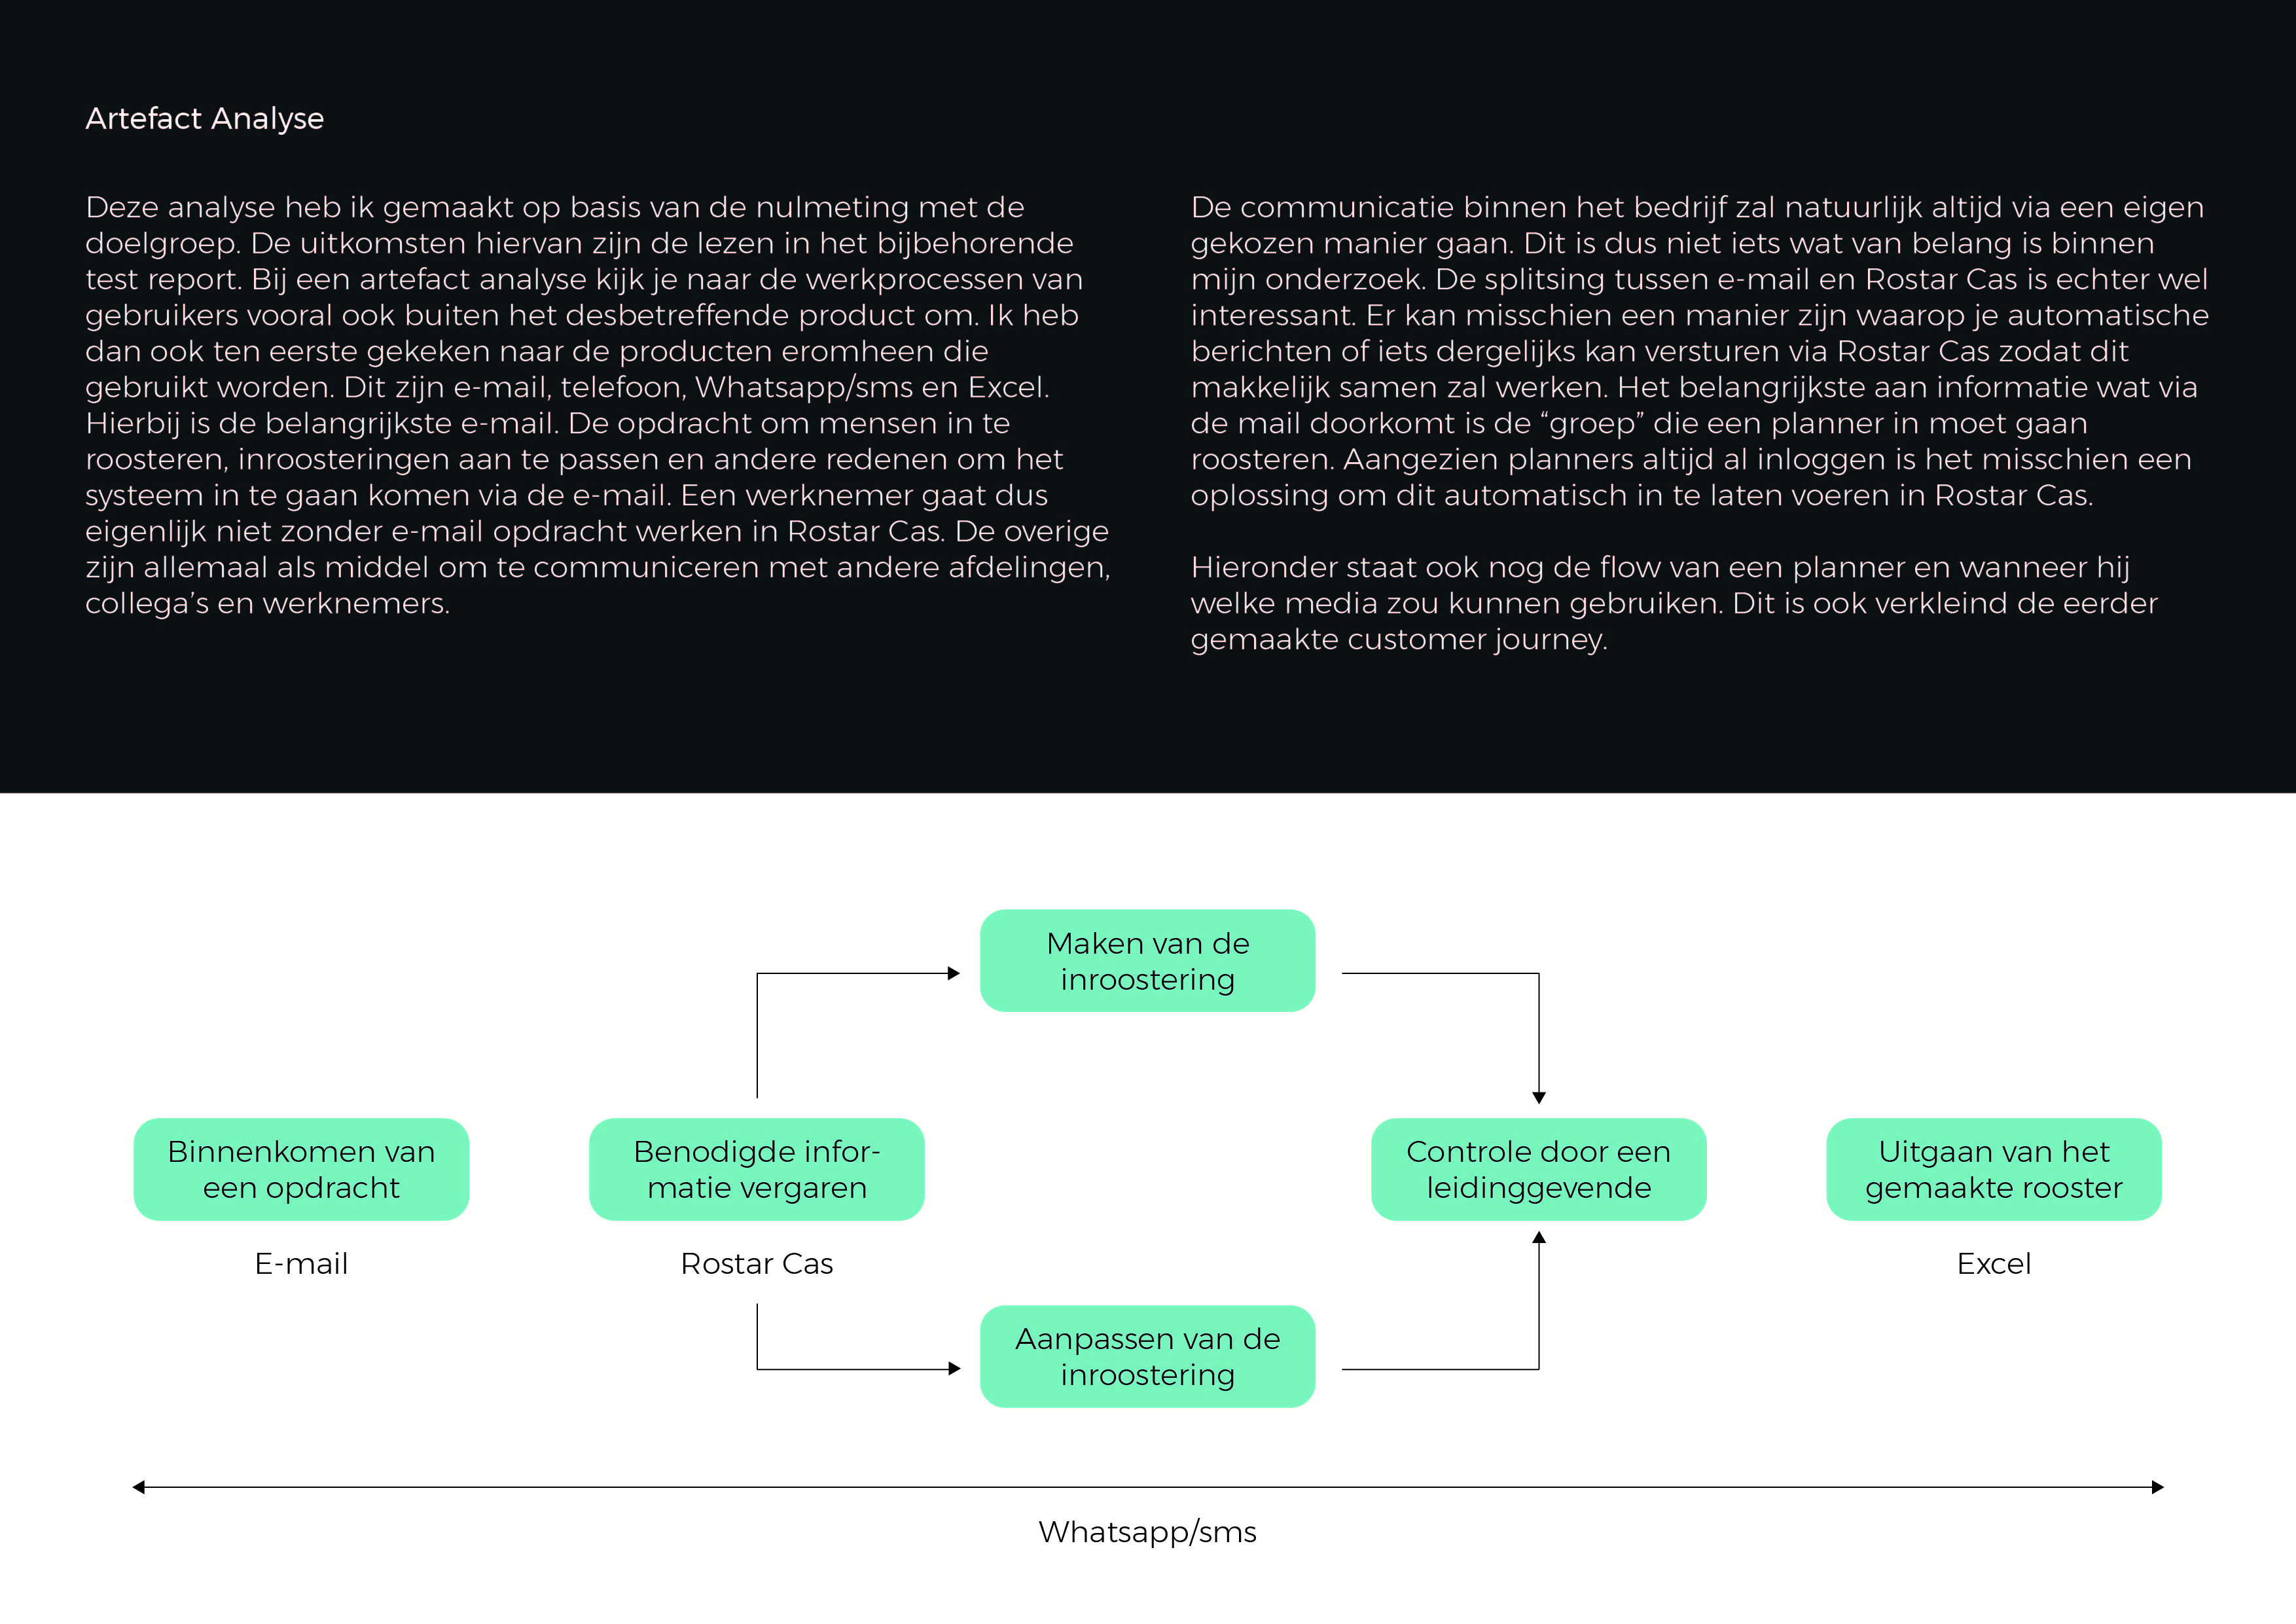 Artefact Analyse
Deze analyse heb ik gemaakt op basis van de nulmeting met de
doelgroep. De uitkomsten hiervan zijn de lezen in het bijbehorende
test report. Bij een artefact analyse kijk je naar de werkprocessen van
gebruikers vooral ook buiten het desbetreffende product om. Ik heb
dan ook ten eerste gekeken naar de producten eromheen die
gebruikt worden. Dit zijn e-mail, telefoon, Whatsapp/sms en Excel.
Hierbij is de belangrijkste e-mail. De opdracht om mensen in te
roosteren, inroosteringen aan te passen en andere redenen om het
systeem in te gaan komen via de e-mail. Een werknemer gaat dus
eigenlijk niet zonder e-mail opdracht werken in Rostar Cas. De overige
zijn allemaal als middel om te communiceren met andere afdelingen,
collega’s en werknemers.
De communicatie binnen het bedrijf zal natuurlijk altijd via een eigen
gekozen manier gaan. Dit is dus niet iets wat van belang is binnen
mijn onderzoek. De splitsing tussen e-mail en Rostar Cas is echter wel
interessant. Er kan misschien een manier zijn waarop je automatische
berichten of iets dergelijks kan versturen via Rostar Cas zodat dit
makkelijk samen zal werken. Het belangrijkste aan informatie wat via
de mail doorkomt is de “groep” die een planner in moet gaan
roosteren. Aangezien planners altijd al inloggen is het misschien een
oplossing om dit automatisch in te laten voeren in Rostar Cas.
Hieronder staat ook nog de flow van een planner en wanneer hij
welke media zou kunnen gebruiken. Dit is ook verkleind de eerder
gemaakte customer journey.
Maken van de
inroostering
Binnenkomen van
een opdracht
E-mail
Benodigde infor-
matie vergaren
Rostar Cas
Controle door een
leidinggevende
Uitgaan van het
gemaakte rooster
Excel
Aanpassen van de
inroostering
Whatsapp/sms